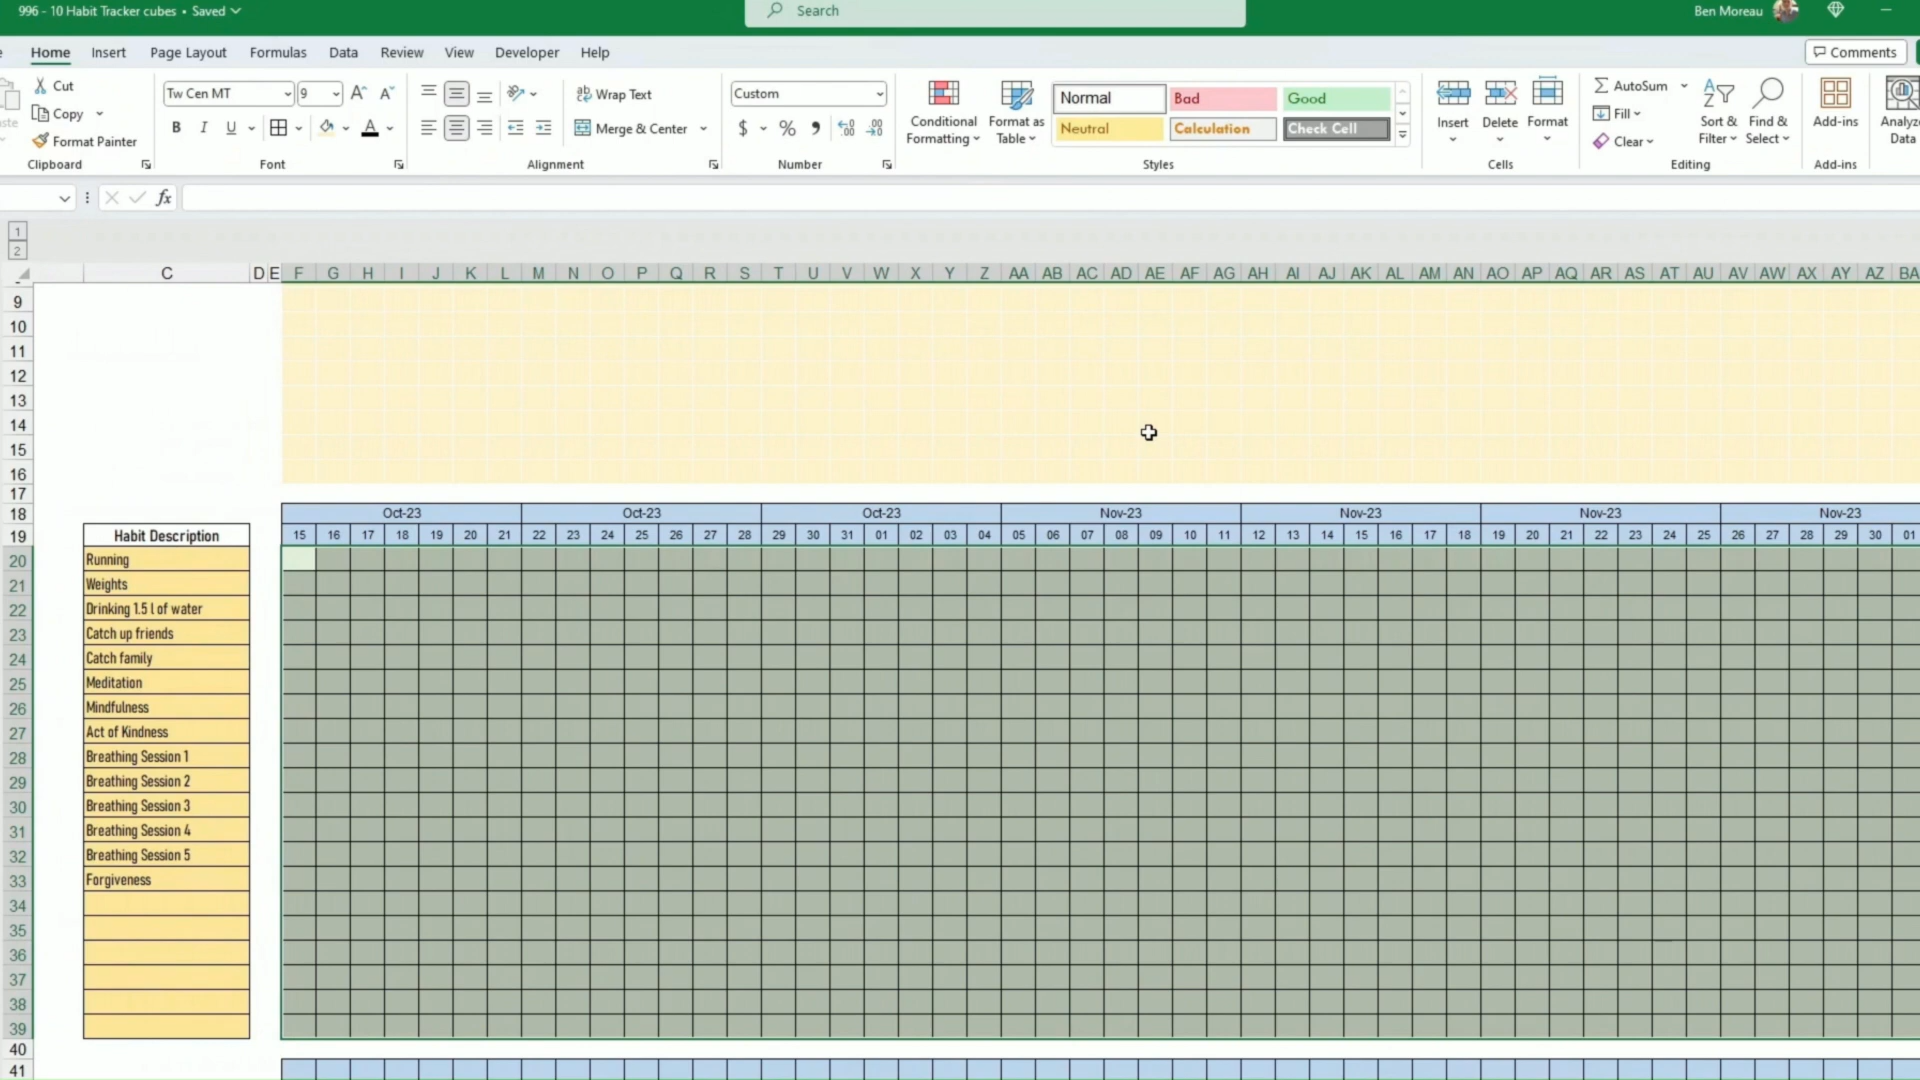 996 - 10 Habit Tracker cubes • Saved
Search
Ben Moreau
Home Insert Page Layout Formulas Data Review View Developer Help
Comments
Cut
Copy
Format Painter
Clipboard
Tw Cen MT 9
B I U A
Font
Wrap Text
Merge & Center
Alignment
Custom
$ %
Number
Conditional Formatting
Format as Table
Normal Bad Good
Neutral Calculation Check Cell
Styles
Insert Delete Format
Cells
AutoSum
Fill
Clear
Sort & Filter
Find & Select
Editing
Add-ins
Add-ins
Analyze Data
fx
1
2
C D E F G H I J K L M N O P Q R S T U V W X Y Z AA AB AC AD AE AF AG AH AI AJ AK AL AM AN AO AP AQ AR AS AT AU AV AW AX AY AZ BA
9
10
11
12
13
14
15
16
17
18 Oct-23 Oct-23 Oct-23 Nov-23 Nov-23 Nov-23 Nov-23
19 Habit Description 15 16 17 18 19 20 21 22 23 24 25 26 27 28 29 30 31 01 02 03 04 05 06 07 08 09 10 11 12 13 14 15 16 17 18 19 20 21 22 23 24 25 26 27 28 29 30 01
20 Running
21 Weights
22 Drinking 1.5 l of water
23 Catch up friends
24 Catch family
25 Meditation
26 Mindfulness
27 Act of Kindness
28 Breathing Session 1
29 Breathing Session 2
30 Breathing Session 3
31 Breathing Session 4
32 Breathing Session 5
33 Forgiveness
34
35
36
37
38
39
40
41